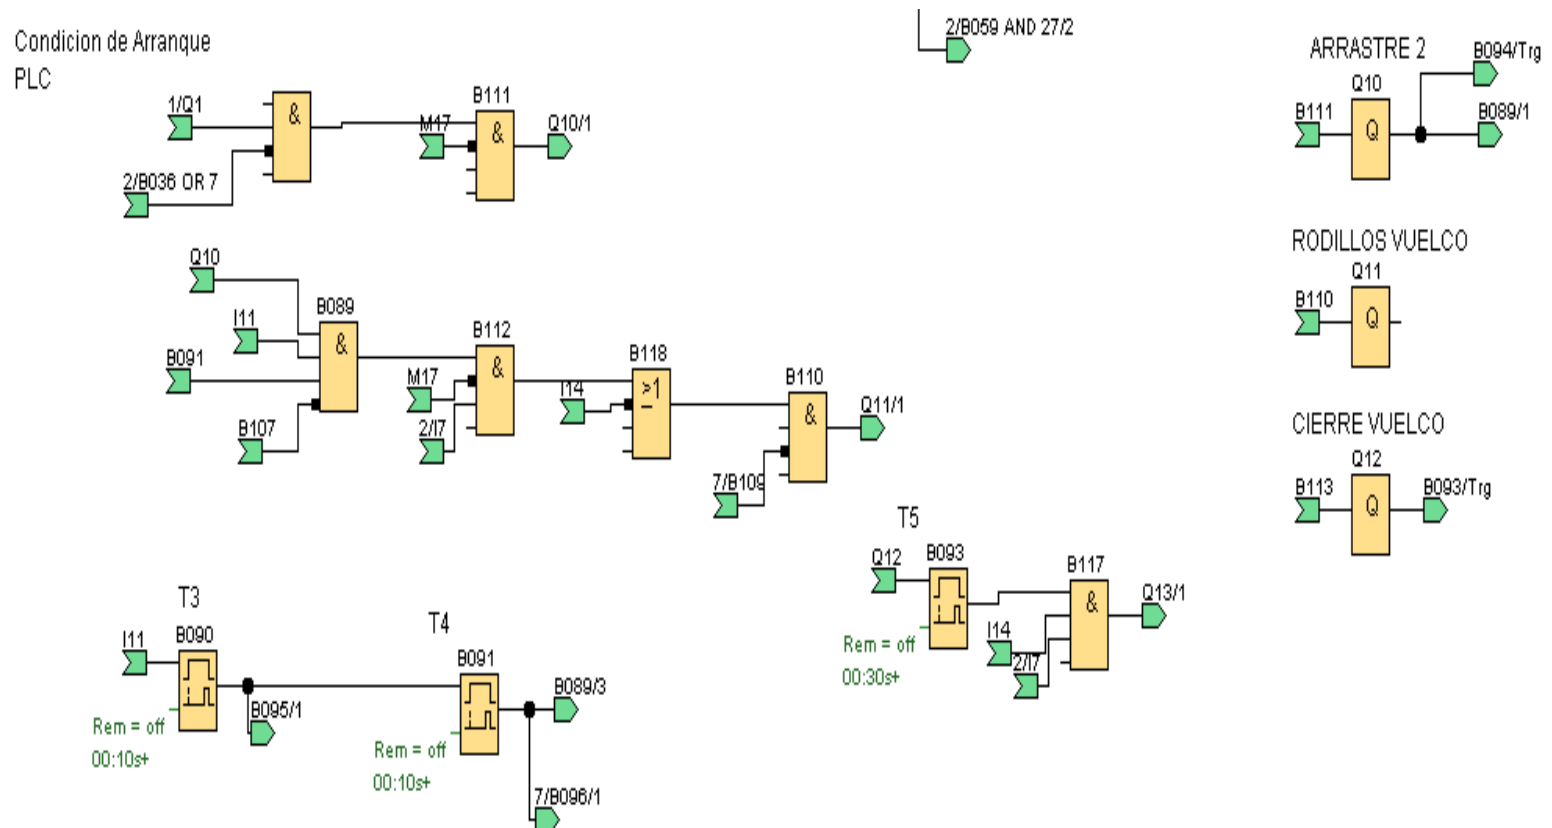 Condicion de Arranque
PLC
2/B059 AND 27/2
ARRASTRE 2
B094/Trg
Q10
B111
Q
B089/1
1/Q1
&
2/B036 OR 7
B111
M17
&
Q10/1
RODILLOS VUELCO
Q11
B110
Q
Q10
I11
B089
&
B091
B107
B112
M17
&
2/I7
B118
I14
>1
B110
&
Q11/1
7/B109
CIERRE VUELCO
Q12
B113
Q
B093/Trg
T5
Q12
B093
Rem = off
00:30s+
B117
&
I14
2/I7
Q13/1
T3
I11
B090
Rem = off
00:10s+
B095/1
T4
B091
Rem = off
00:10s+
B089/3
7/B096/1